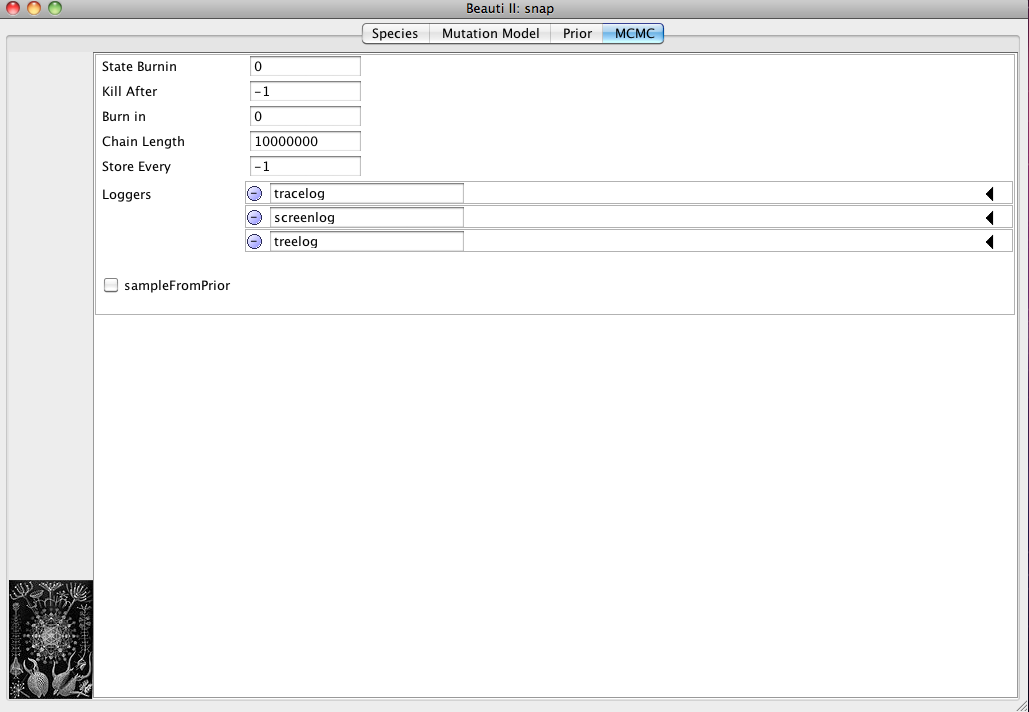 Beauti II: snap
Species Mutation Model Prior MCMC
State Burnin 0
Kill After -1
Burn in 0
Chain Length 10000000
Store Every -1
Loggers tracelog
screenlog
treelog
sampleFromPrior